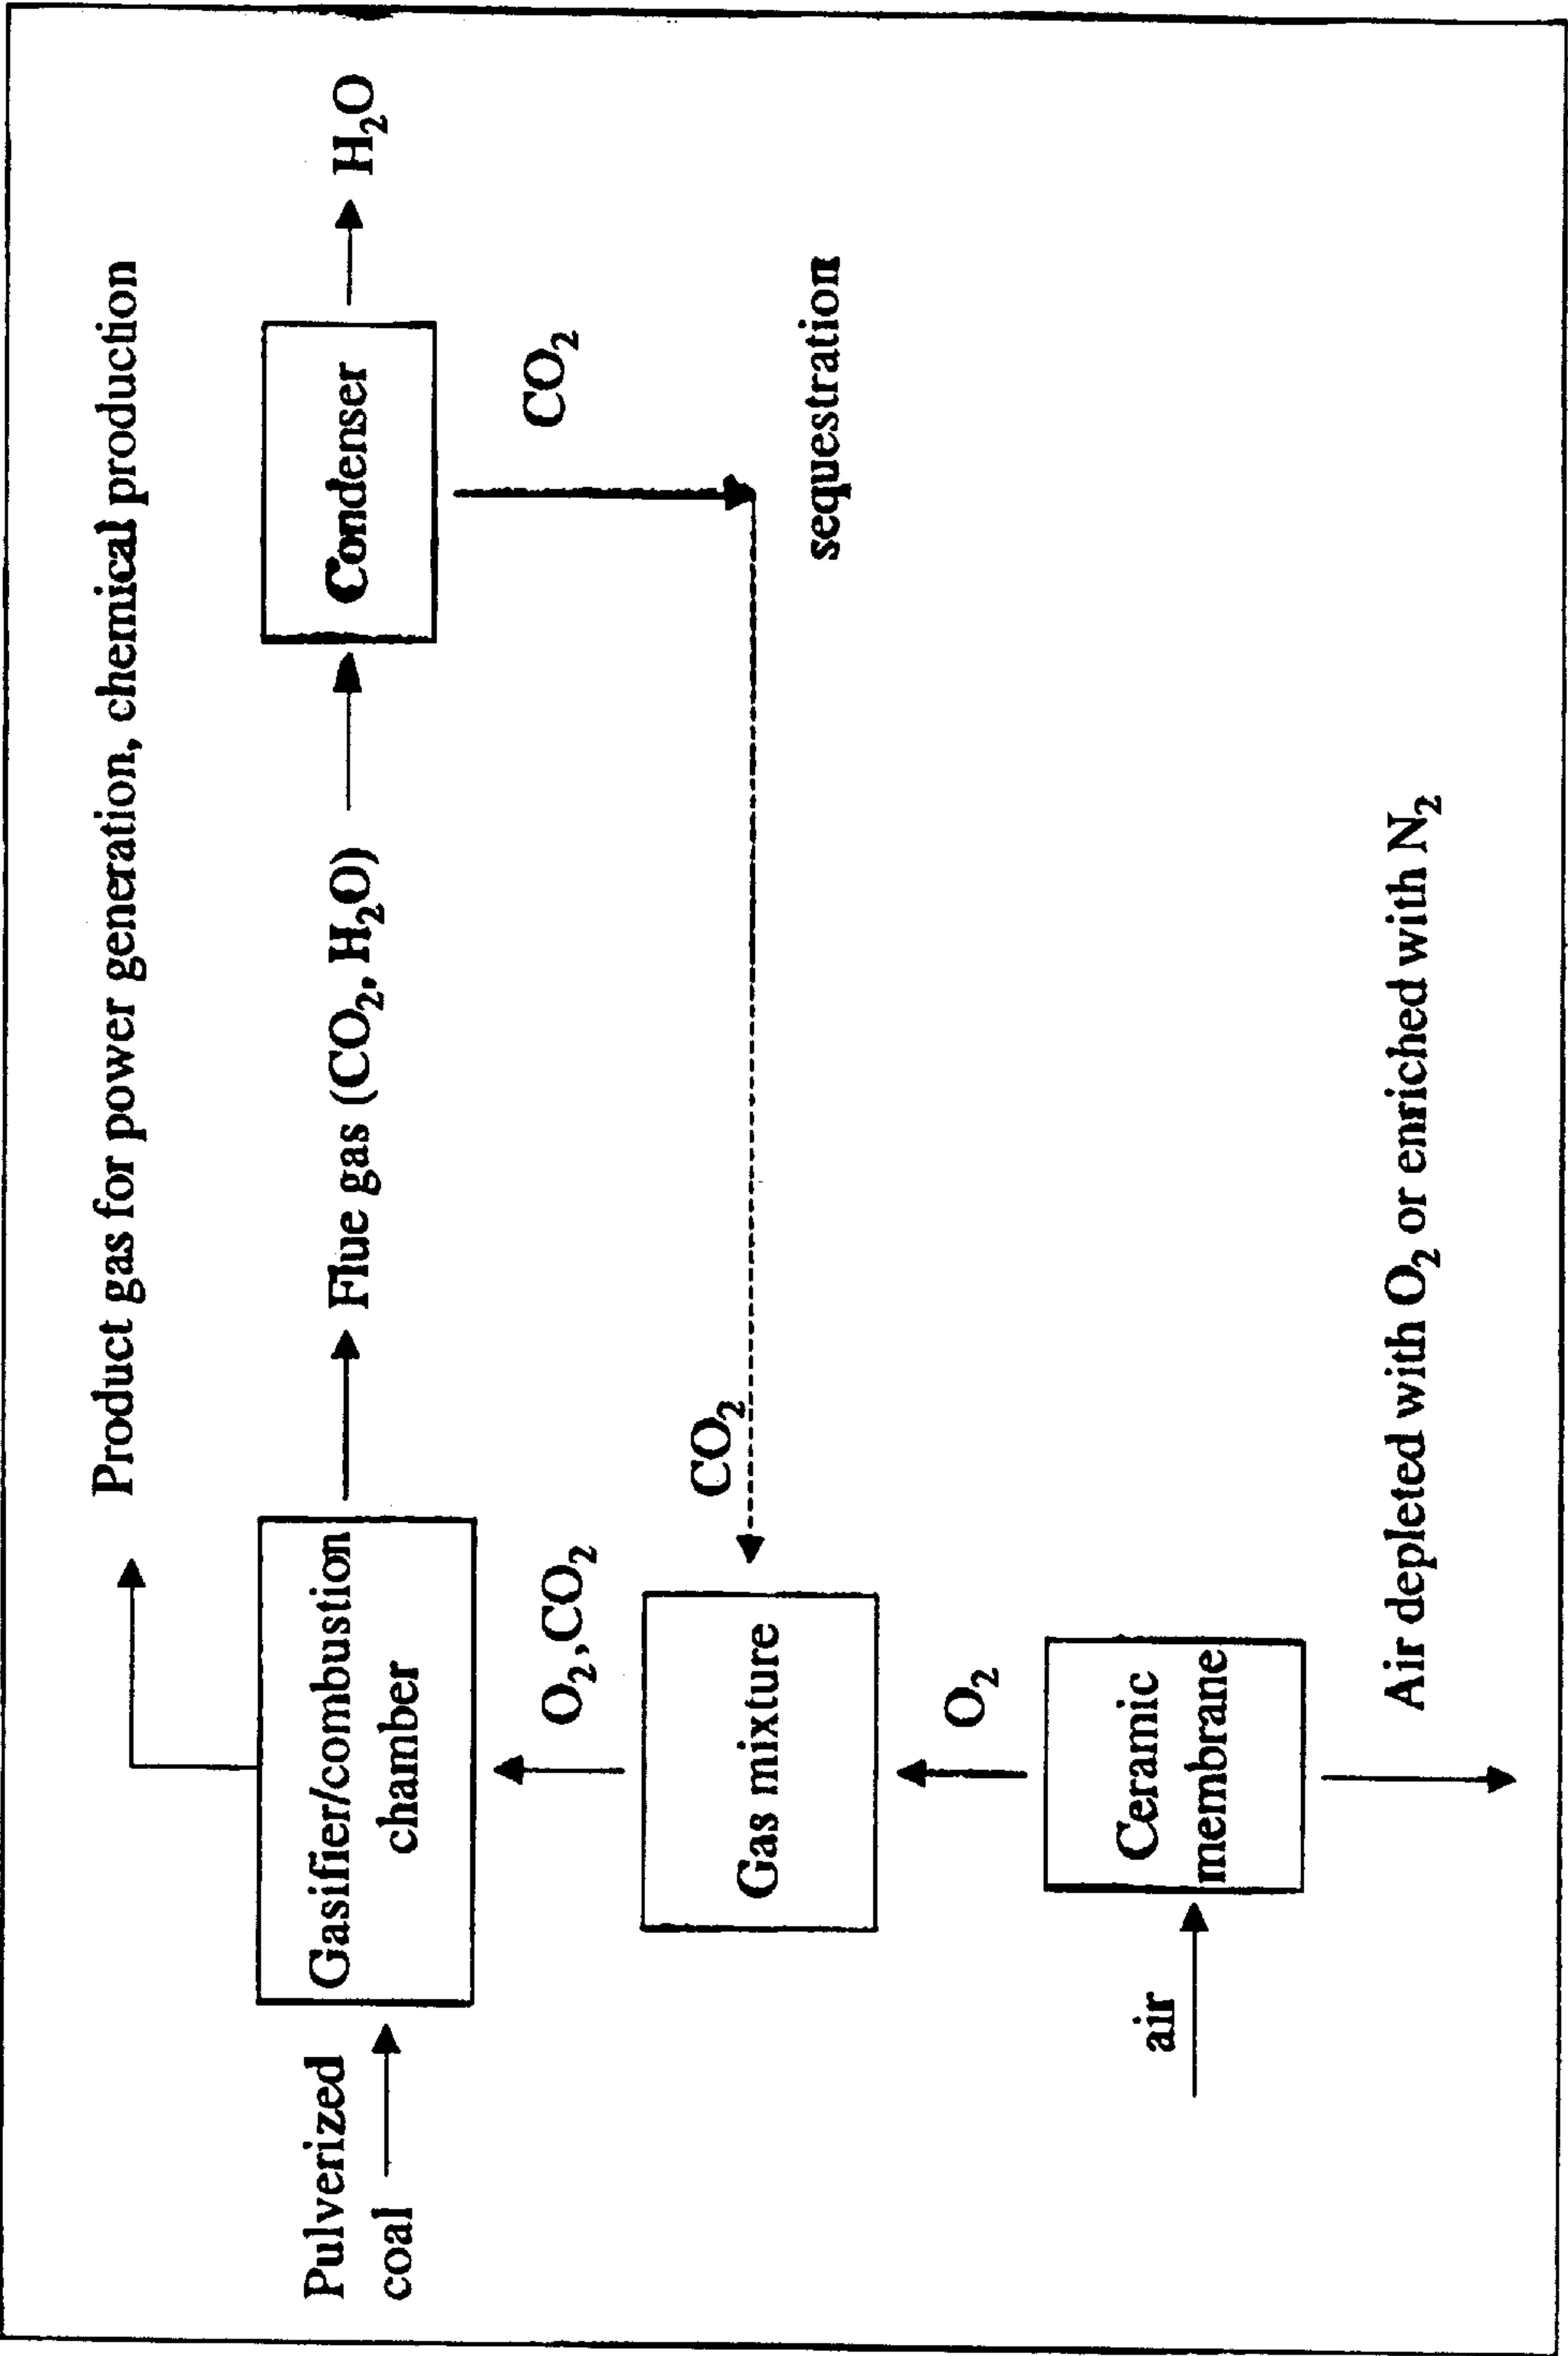 Product gas for power generation, chemical production
Pulverized
coal
Gasifier/combustion
chamber
Flue gas (CO₂, H₂O)
Condenser
H₂O
O₂,CO₂
CO₂
CO₂
Gas mixture
sequestration
O₂
air
Ceramic
membrane
Air depleted with O₂ or enriched with N₂